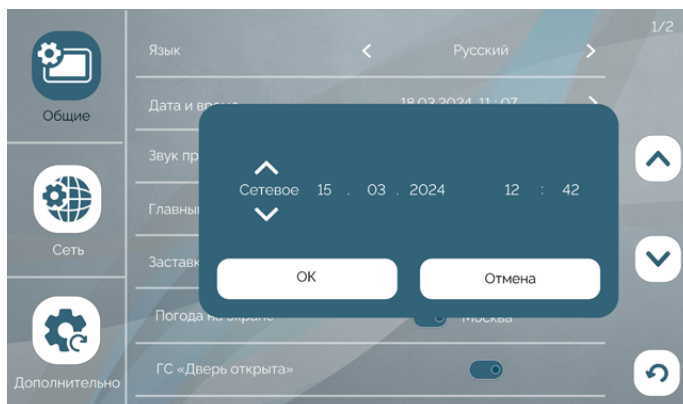 1/2
Язык
Русский
Общие
Дата и
18.03.2024 11:07
Звук
Сетевое 15 . 03 . 2024 12 : 42
Сеть
OK
Отмена
Погода на экране
Москва
ГС «Дверь открыта»
Дополнительно